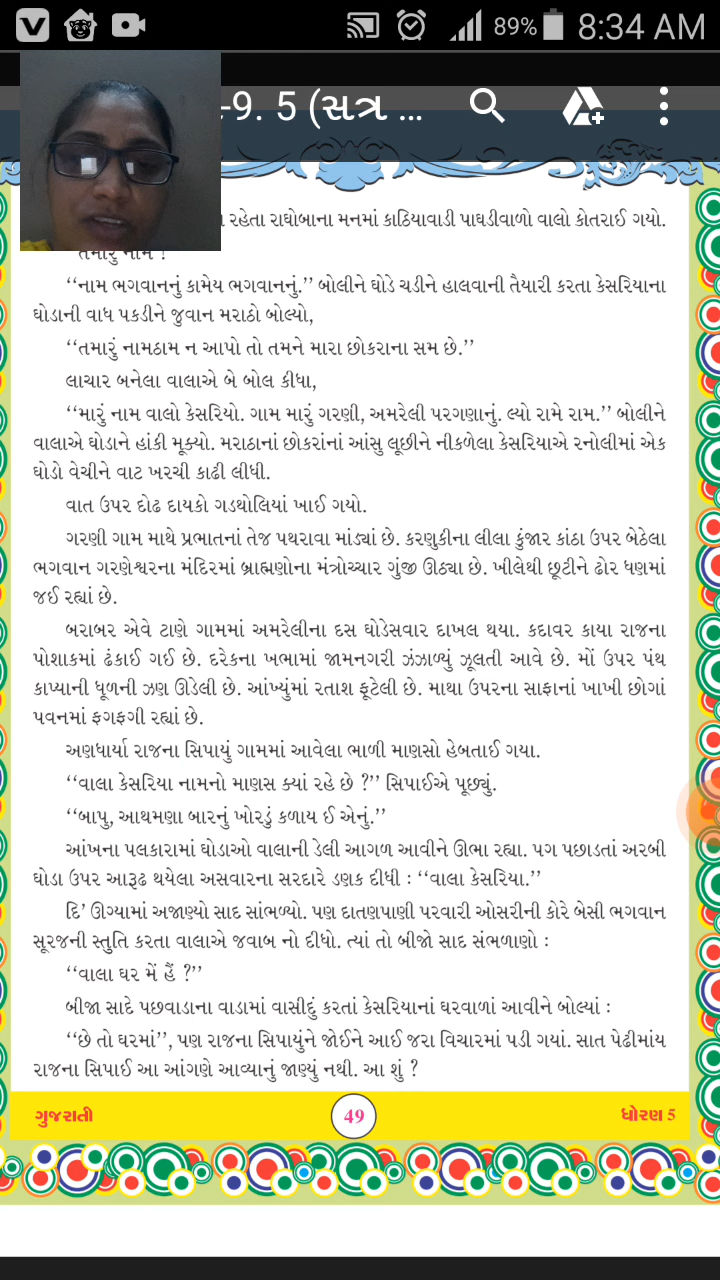 89% 8:34 AM
-9. 5 (સત્ર ...
રહેતા રાઘોબાના મનમાં કાઠિયાવાડી પાઘડીવાળો વાલો કોતરાઈ ગયો.
તમારું નામ ?
‘‘નામ ભગવાનનું કામેય ભગવાનનું.’’ બોલીને ઘોડે ચડીને હાલવાની તૈયારી કરતા કેસરિયાના
ઘોડાની વાઘ પકડીને જુવાન મરાઠો બોલ્યો,
‘‘તમારું નામઠામ ન આપો તો તમને મારા છોકરાના સમ છે.’’
લાચાર બનેલા વાલાએ બે બોલ કીધા,
‘‘મારું નામ વાલો કેસરિયો. ગામ મારું ગરણી, અમરેલી પરગણાનું. લ્યો રામે રામ.’’ બોલીને
વાલાએ ઘોડાને હાંકી મૂક્યો. મરાઠાનાં છોકરાંનાં આંસુ લૂછીને નીકળેલા કેસરિયાએ રનોલીમાં એક
ઘોડો વેચીને વાટ ખરચી કાઢી લીધી.
વાત ઉપર દોઢ દાયકો ગડથોલિયાં ખાઈ ગયો.
ગરણી ગામ માથે પ્રભાતનાં તેજ પથરાવા માંડ્યાં છે. કરણુકીના લીલા કુંજાર કાંઠા ઉપર બેઠેલા
ભગવાન ગરણેશ્વરના મંદિરમાં બ્રાહ્મણોના મંત્રોચ્ચાર ગુંજી ઊઠ્યા છે. ખીલેથી છૂટીને ઢોર ધણમાં
જઈ રહ્યાં છે.
બરાબર એવે ટાણે ગામમાં અમરેલીના દસ ઘોડેસવાર દાખલ થયા. કદાવર કાયા રાજના
પોશાકમાં ઢંકાઈ ગઈ છે. દરેકના ખભામાં જામનગરી ઝંઝાળ્યું ઝૂલતી આવે છે. મોં ઉપર પંથ
કાપ્યાની ધૂળની ઝણ ઊડેલી છે. આંખ્યુંમાં રતાશ ફૂટેલી છે. માથા ઉપરના સાફાનાં ખાખી છોગાં
પવનમાં ફગફગી રહ્યાં છે.
અણધાર્યા રાજના સિપાયું ગામમાં આવેલા ભાળી માણસો હેબતાઈ ગયા.
‘‘વાલા કેસરિયા નામનો માણસ ક્યાં રહે છે ?’’ સિપાઈએ પૂછ્યું.
‘‘બાપુ, આથમણા બારનું ખોરડું કળાય ઈ એનું.’’
આંખના પલકારામાં ઘોડાઓ વાલાની ડેલી આગળ આવીને ઊભા રહ્યા. પગ પછાડતાં અરબી
ઘોડા ઉપર આરૂઢ થયેલા અસવારના સરદારે ડણક દીધી : ‘‘વાલા કેસરિયા.’’
દિ’ ઊગ્યામાં અજાણ્યો સાદ સાંભળ્યો. પણ દાતણપાણી પરવારી ઓસરીની કોરે બેસી ભગવાન
સૂરજની સ્તુતિ કરતા વાલાએ જવાબ નો દીધો. ત્યાં તો બીજો સાદ સંભળાણો :
‘‘વાલા ઘર મેં હૈં ?’’
બીજા સાદે પછવાડાના વાડામાં વાસીદું કરતાં કેસરિયાનાં ઘરવાળાં આવીને બોલ્યાં :
‘‘છે તો ઘરમાં’’, પણ રાજના સિપાયુંને જોઈને આઈ જરા વિચારમાં પડી ગયાં. સાત પેઢીમાંય
રાજના સિપાઈ આ આંગણે આવ્યાનું જાણ્યું નથી. આ શું ?
ગુજરાતી 49 ધોરણ 5